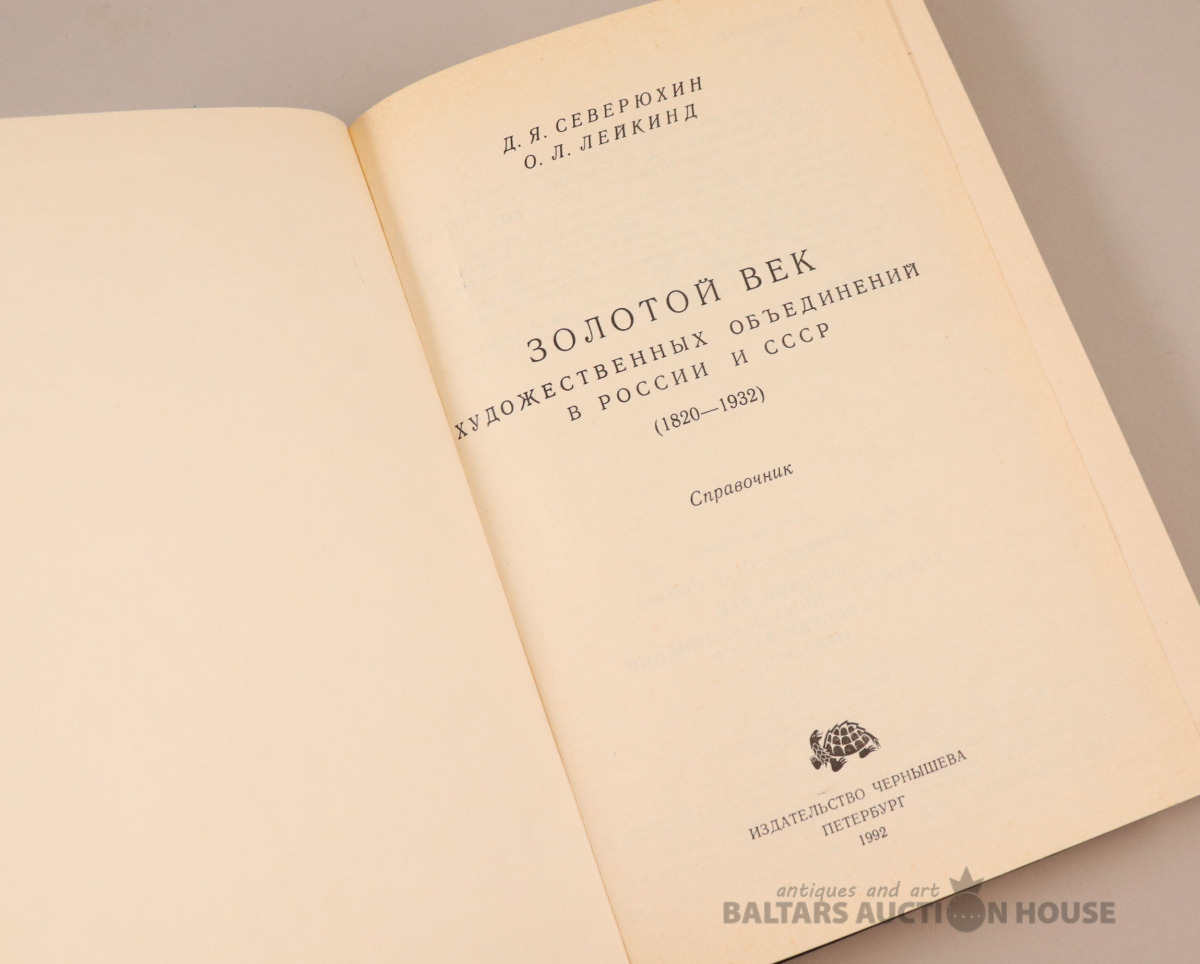 Д. Я. СЕВЕРЮХИН
О. Л. ЛЕЙКИНД
ЗОЛОТОЙ ВЕК
ХУДОЖЕСТВЕННЫХ ОБЪЕДИНЕНИЙ
В РОССИИ И СССР
(1820—1932)
Справочник
ИЗДАТЕЛЬСТВО ЧЕРНЫШЕВА
ПЕТЕРБУРГ
1992
antiques and art
BALTARS AUCTION HOUSE